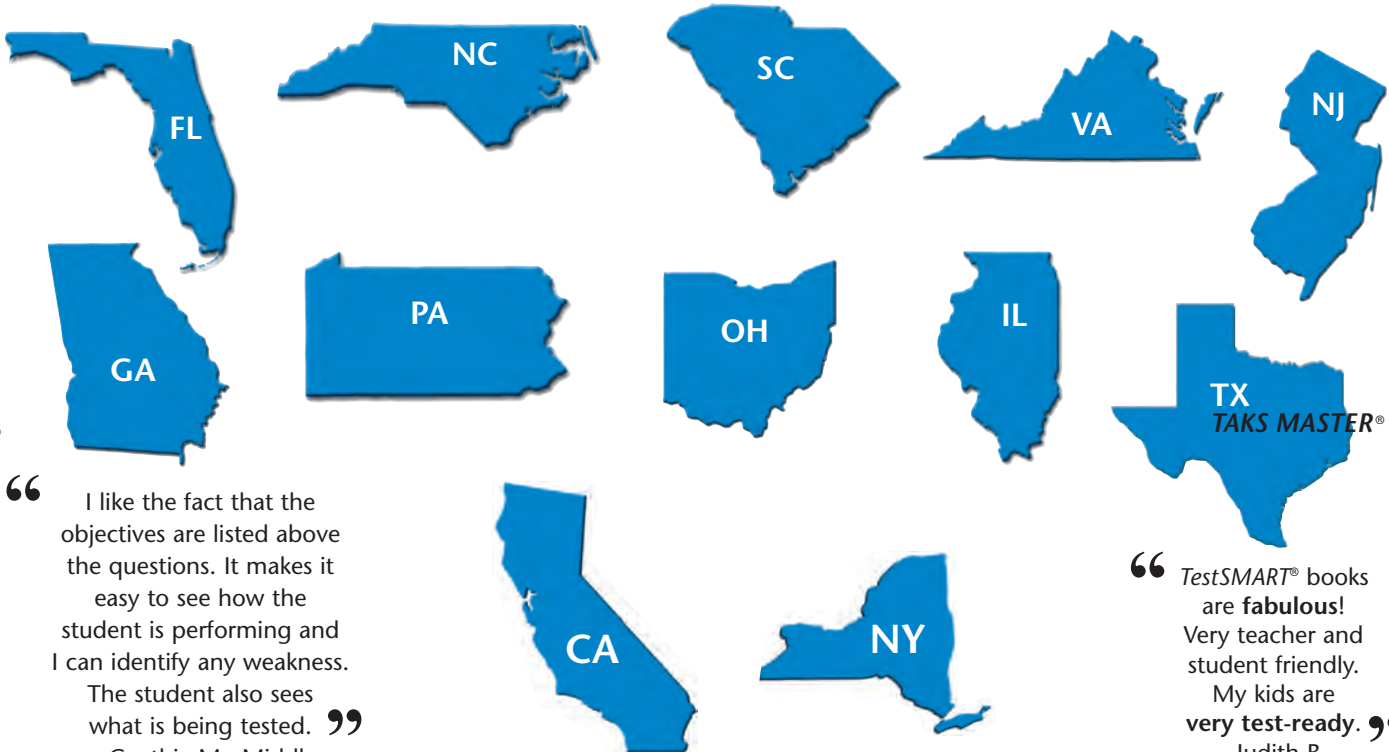 FL
NC
SC
VA
NJ
GA
PA
OH
IL
TX
TAKS MASTER®
CA
NY
“ I like the fact that the
objectives are listed above
the questions. It makes it
easy to see how the
student is performing and
I can identify any weakness.
The student also sees
what is being tested. ”
“ TestSMART® books
are fabulous!
Very teacher and
student friendly.
My kids are
very test-ready. ”
Judith B